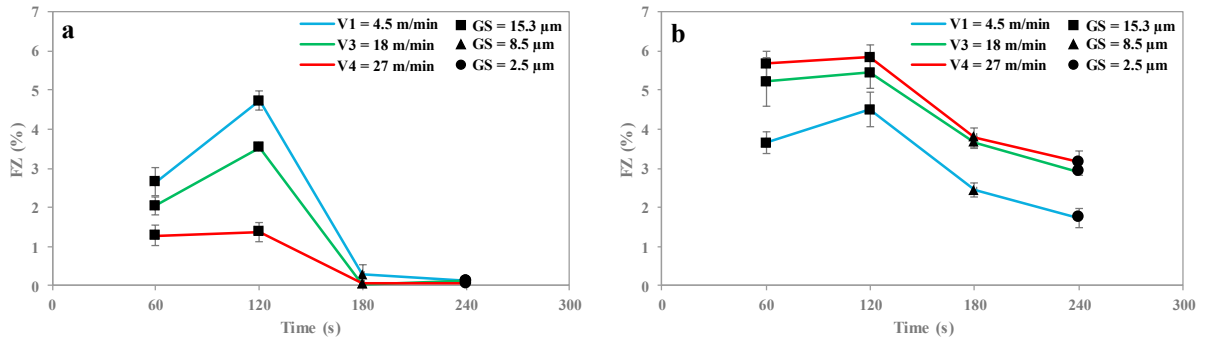 a
V1 = 4.5 m/min
V3 = 18 m/min
V4 = 27 m/min
GS = 15.3 µm
GS = 8.5 µm
GS = 2.5 µm
FZ (%)
7
6
5
4
3
2
1
0
0 60 120 180 240 300
Time (s)
b
V1 = 4.5 m/min
V3 = 18 m/min
V4 = 27 m/min
GS = 15.3 µm
GS = 8.5 µm
GS = 2.5 µm
FZ (%)
7
6
5
4
3
2
1
0
0 60 120 180 240 300
Time (s)